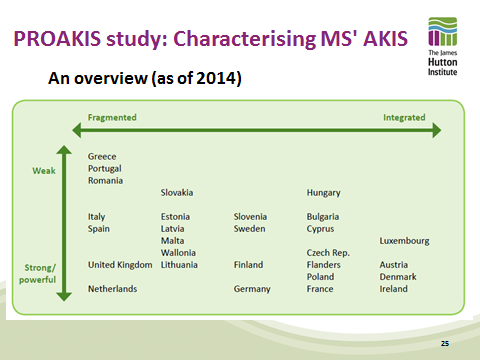 PROAKIS study: Characterising MS' AKIS
The James
Hutton
Institute
An overview (as of 2014)
Fragmented Integrated
Weak
Greece
Portugal
Romania
Slovakia Hungary
Italy Estonia Slovenia Bulgaria
Spain Latvia Sweden Cyprus
Malta Luxembourg
Wallonia Czech Rep.
Strong/
powerful
United Kingdom Lithuania Finland Flanders Austria
Poland Denmark
Netherlands Germany France Ireland
25